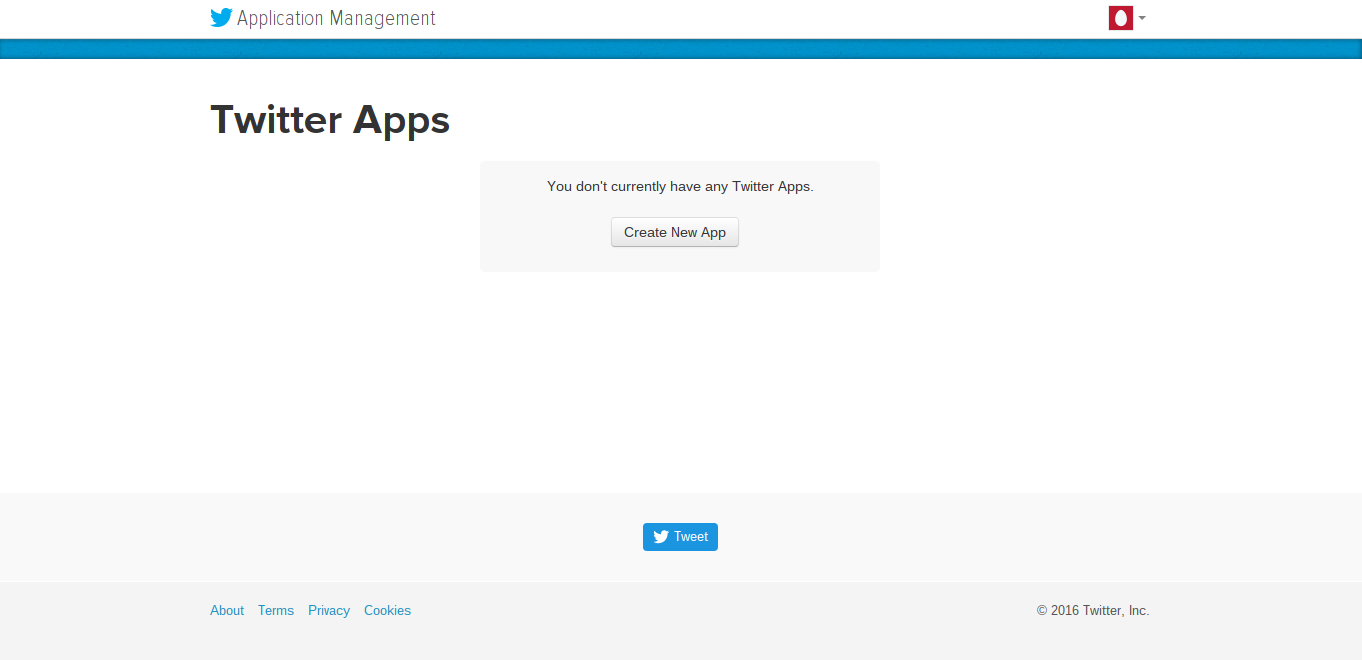 Application Management
Twitter Apps
You don't currently have any Twitter Apps.
Create New App
Tweet
About Terms Privacy Cookies © 2016 Twitter, Inc.